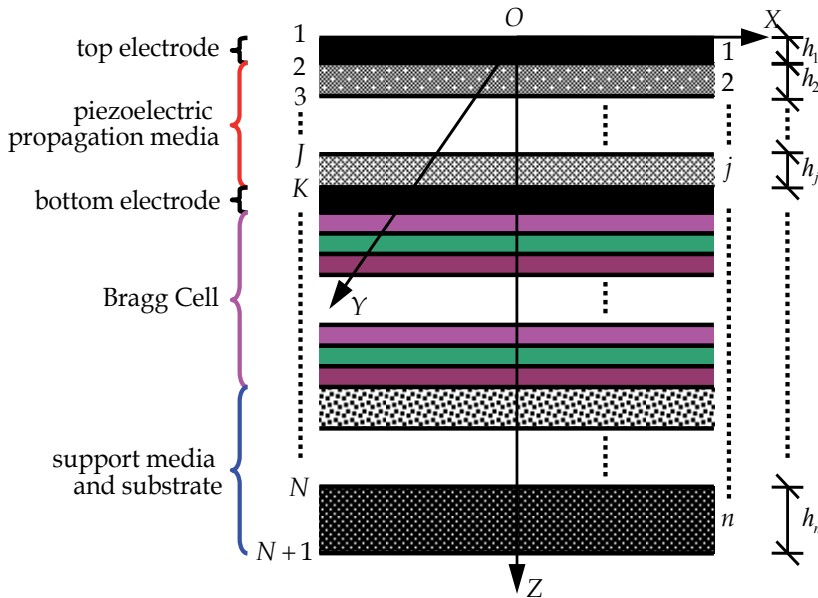 O
X
1
top electrode
1
h1
2
2
h2
3
piezoelectric
propagation media
J
j
hj
K
bottom electrode
Bragg Cell
Y
support media
and substrate
N
n
hn
N+1
Z